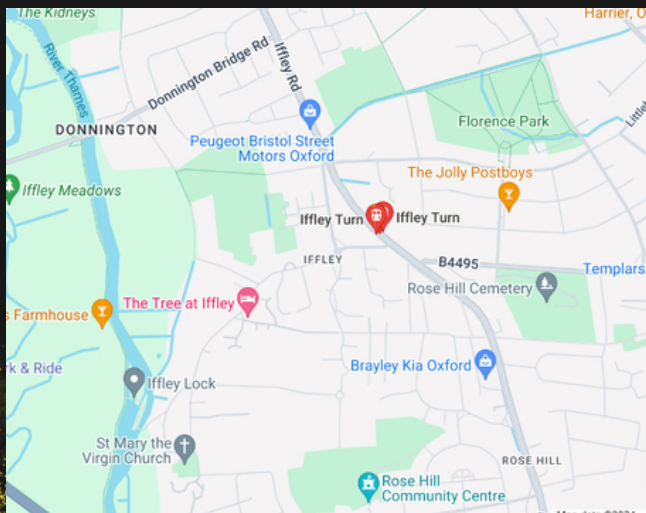 The Kidneys
Harrier, O
River Thames
Donnington Bridge Rd
Iffley Rd
DONNINGTON
Peugeot Bristol Street
Motors Oxford
Florence Park
Littl
The Jolly Postboys
Iffley Meadows
Iffley Turn
Iffley Turn
IFFLEY
B4495
Templars
Rose Hill Cemetery
The Tree at Iffley
s Farmhouse
rk & Ride
Iffley Lock
Brayley Kia Oxford
St Mary the
Virgin Church
ROSE HILL
Rose Hill
Community Centre